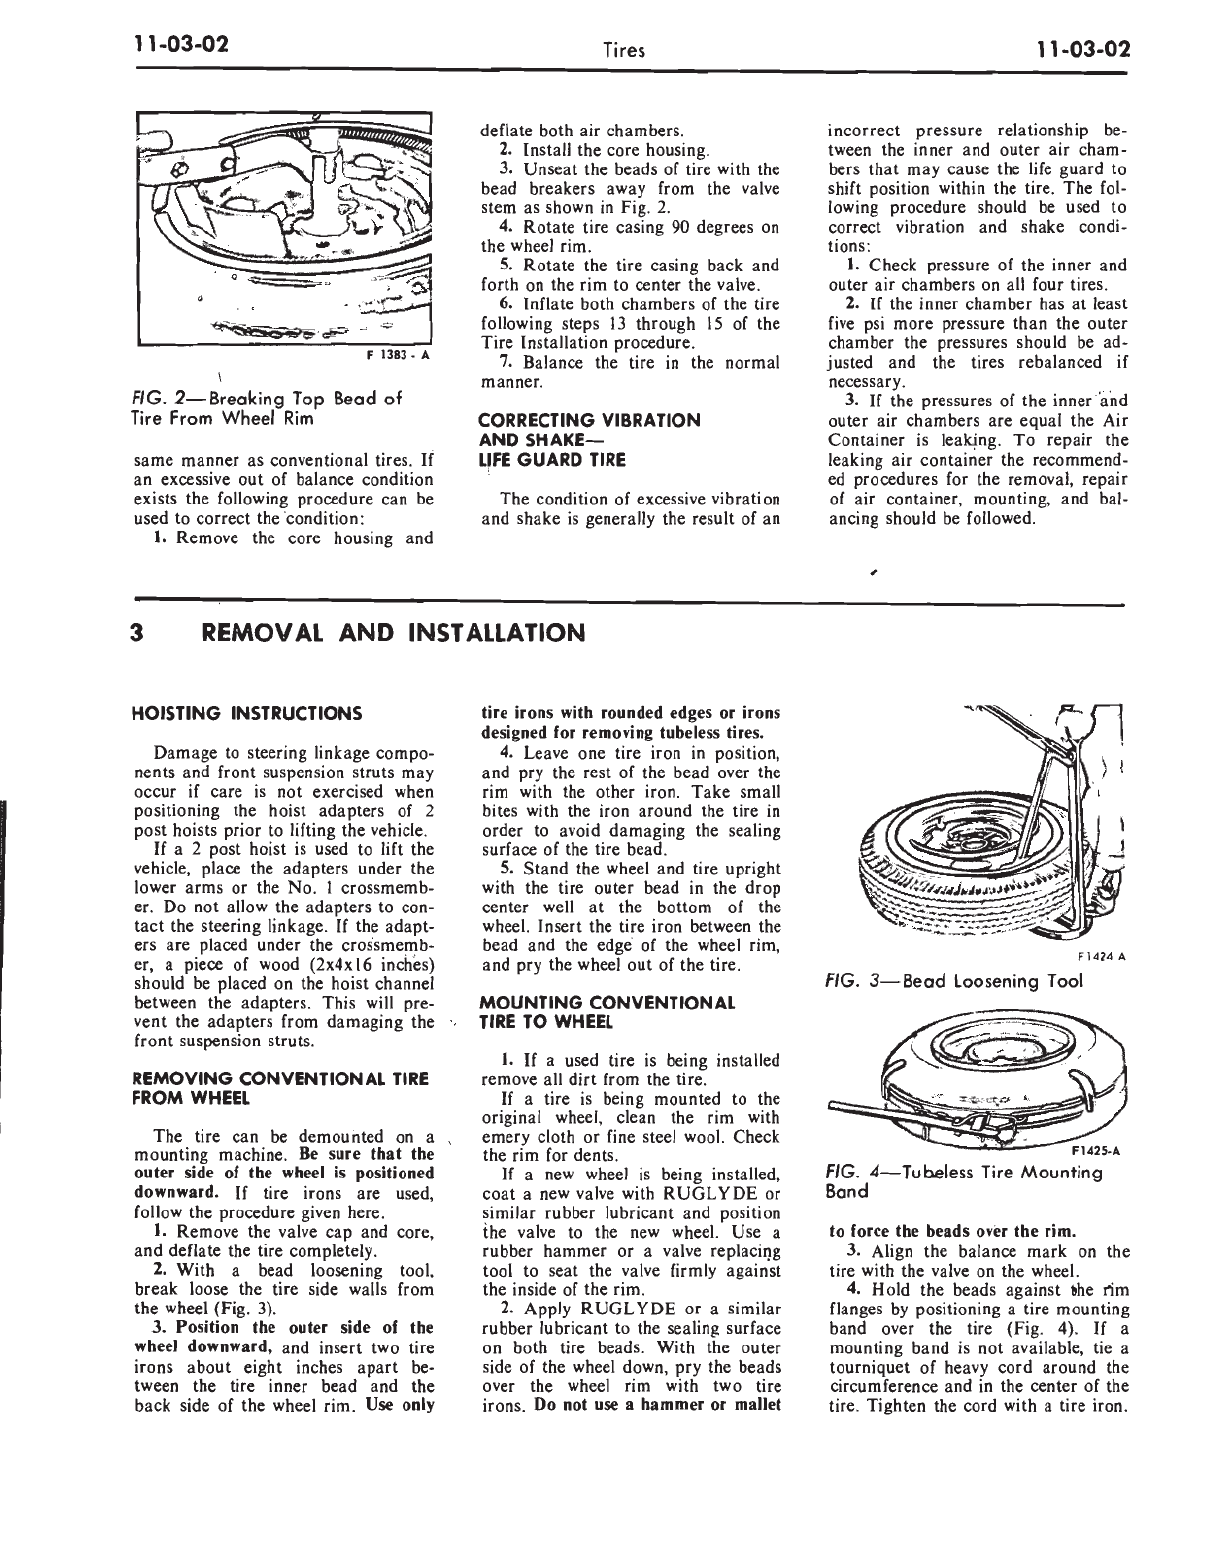 11-03-02
Tires
11-03-02
F 1383 - A
FIG. 2—Breaking Top Bead of
Tire From Wheel Rim
same manner as conventional tires. If
an excessive out of balance condition
exists the following procedure can be
used to correct the condition:
1. Remove the core housing and
deflate both air chambers.
2. Install the core housing.
3. Unseat the beads of tire with the
bead breakers away from the valve
stem as shown in Fig. 2.
4. Rotate tire casing 90 degrees on
the wheel rim.
5. Rotate the tire casing back and
forth on the rim to center the valve.
6. Inflate both chambers of the tire
following steps 13 through 15 of the
Tire Installation procedure.
7. Balance the tire in the normal
manner.
CORRECTING VIBRATION
AND SHAKE—
LIFE GUARD TIRE
The condition of excessive vibration
and shake is generally the result of an
incorrect pressure relationship be-
tween the inner and outer air cham-
bers that may cause the life guard to
shift position within the tire. The fol-
lowing procedure should be used to
correct vibration and shake condi-
tions:
1. Check pressure of the inner and
outer air chambers on all four tires.
2. If the inner chamber has at least
five psi more pressure than the outer
chamber the pressures should be ad-
justed and the tires rebalanced if
necessary.
3. If the pressures of the inner and
outer air chambers are equal the Air
Container is leaking. To repair the
leaking air container the recommend-
ed procedures for the removal, repair
of air container, mounting, and bal-
ancing should be followed.
3 REMOVAL AND INSTALLATION
HOISTING INSTRUCTIONS
Damage to steering linkage compo-
nents and front suspension struts may
occur if care is not exercised when
positioning the hoist adapters of 2
post hoists prior to lifting the vehicle.
If a 2 post hoist is used to lift the
vehicle, place the adapters under the
lower arms or the No. 1 crossmemb-
er. Do not allow the adapters to con-
tact the steering linkage. If the adapt-
ers are placed under the crossmemb-
er, a piece of wood (2x4x16 inches)
should be placed on the hoist channel
between the adapters. This will pre-
vent the adapters from damaging the
front suspension struts.
REMOVING CONVENTIONAL TIRE
FROM WHEEL
The tire can be demounted on a
mounting machine. Be sure that the
outer side of the wheel is positioned
downward. If tire irons are used,
follow the procedure given here.
1. Remove the valve cap and core,
and deflate the tire completely.
2. With a bead loosening tool,
break loose the tire side walls from
the wheel (Fig. 3).
3. Position the outer side of the
wheel downward, and insert two tire
irons about eight inches apart be-
tween the tire inner bead and the
back side of the wheel rim. Use only
tire irons with rounded edges or irons
designed for removing tubeless tires.
4. Leave one tire iron in position,
and pry the rest of the bead over the
rim with the other iron. Take small
bites with the iron around the tire in
order to avoid damaging the sealing
surface of the tire bead.
5. Stand the wheel and tire upright
with the tire outer bead in the drop
center well at the bottom of the
wheel. Insert the tire iron between the
bead and the edge of the wheel rim,
and pry the wheel out of the tire.
MOUNTING CONVENTIONAL
TIRE TO WHEEL
1. If a used tire is being installed
remove all dirt from the tire.
If a tire is being mounted to the
original wheel, clean the rim with
emery cloth or fine steel wool. Check
the rim for dents.
If a new wheel is being installed,
coat a new valve with RUGLYDE or
similar rubber lubricant and position
the valve to the new wheel. Use a
rubber hammer or a valve replacing
tool to seat the valve firmly against
the inside of the rim.
2. Apply RUGLYDE or a similar
rubber lubricant to the sealing surface
on both tire beads. With the outer
side of the wheel down, pry the beads
over the wheel rim with two tire
irons. Do not use a hammer or mallet
F1424 A
FIG. 3—Bead Loosening Tool
F1425-A
FIG. 4—Tubeless Tire Mounting
Band
to force the beads over the rim.
3. Align the balance mark on the
tire with the valve on the wheel.
4. Hold the beads against the rim
flanges by positioning a tire mounting
band over the tire (Fig. 4). If a
mounting band is not available, tie a
tourniquet of heavy cord around the
circumference and in the center of the
tire. Tighten the cord with a tire iron.